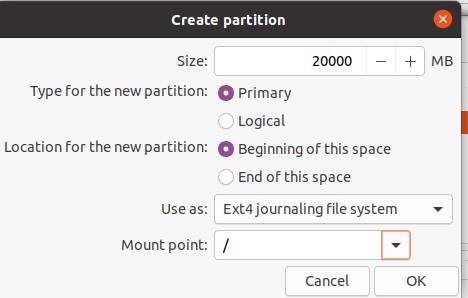 Create partition
Size: 20000 MB
Type for the new partition: Primary
Logical
Location for the new partition: Beginning of this space
End of this space
Use as: Ext4 journaling file system
Mount point: /
Cancel OK